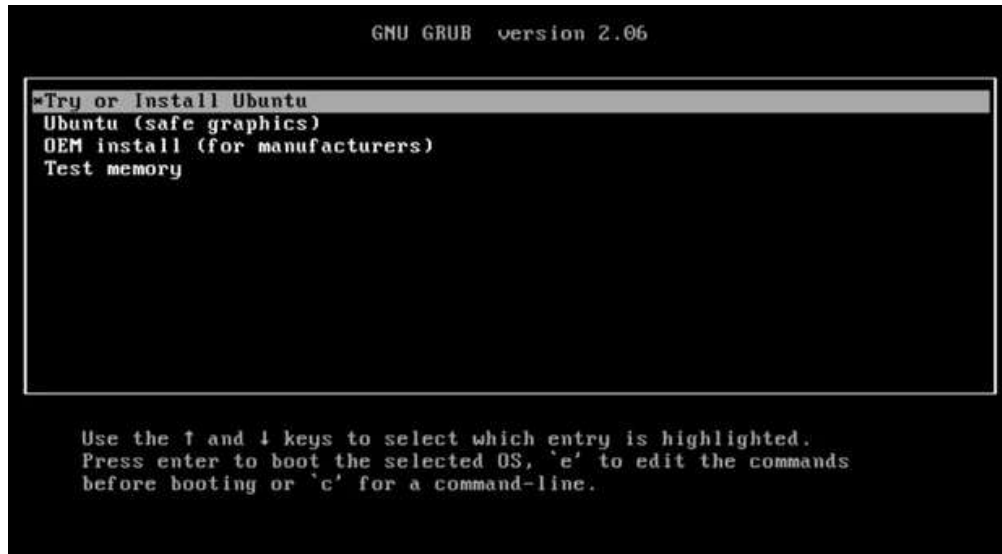 GNU GRUB  version 2.06
*Try or Install Ubuntu
Ubuntu (safe graphics)
OEM install (for manufacturers)
Test memory
Use the ↑ and ↓ keys to select which entry is highlighted.
Press enter to boot the selected OS, `e' to edit the commands
before booting or `c' for a command-line.